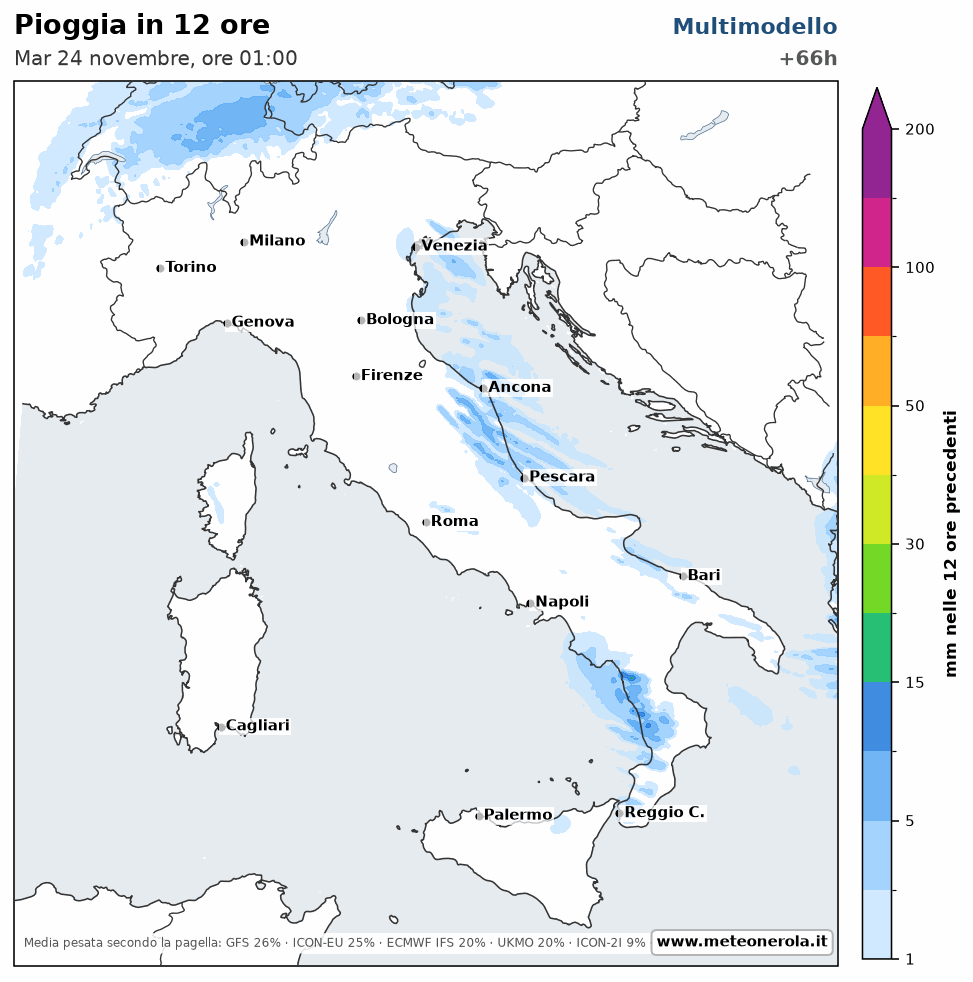 Pioggia in 12 ore
Multimodello
Mar 24 novembre, ore 01:00
+66h
200
Venezia
Milano
Torino
100
Bologna
Genova
Firenze
Ancona
50
mm nelle 12 ore precedenti
Pescara
Roma
30
Bari
Napoli
15
Cagliari
Reggio C.
Palermo
5
Media pesata secondo la pagella: GFS 26% · ICON-EU 25% · ECMWF IFS 20% · UKMO 20% · ICON-2I 9%
www.meteonerola.it
1